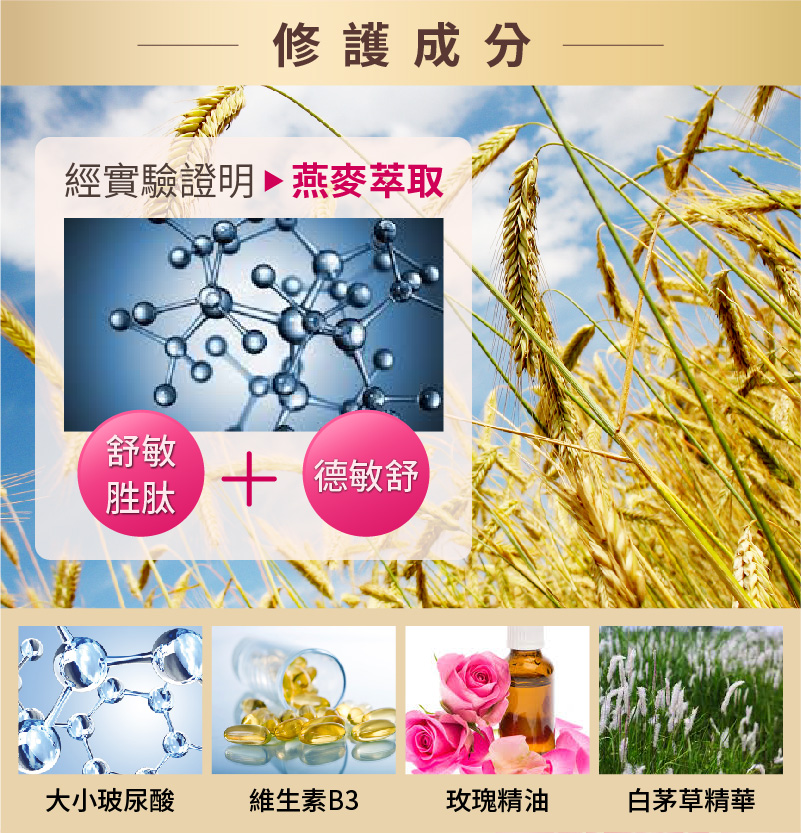 修護成分
經實驗證明▶燕麥萃取
舒敏
胜肽
+
德敏舒
大小玻尿酸
維生素B3
玫瑰精油
白茅草精華